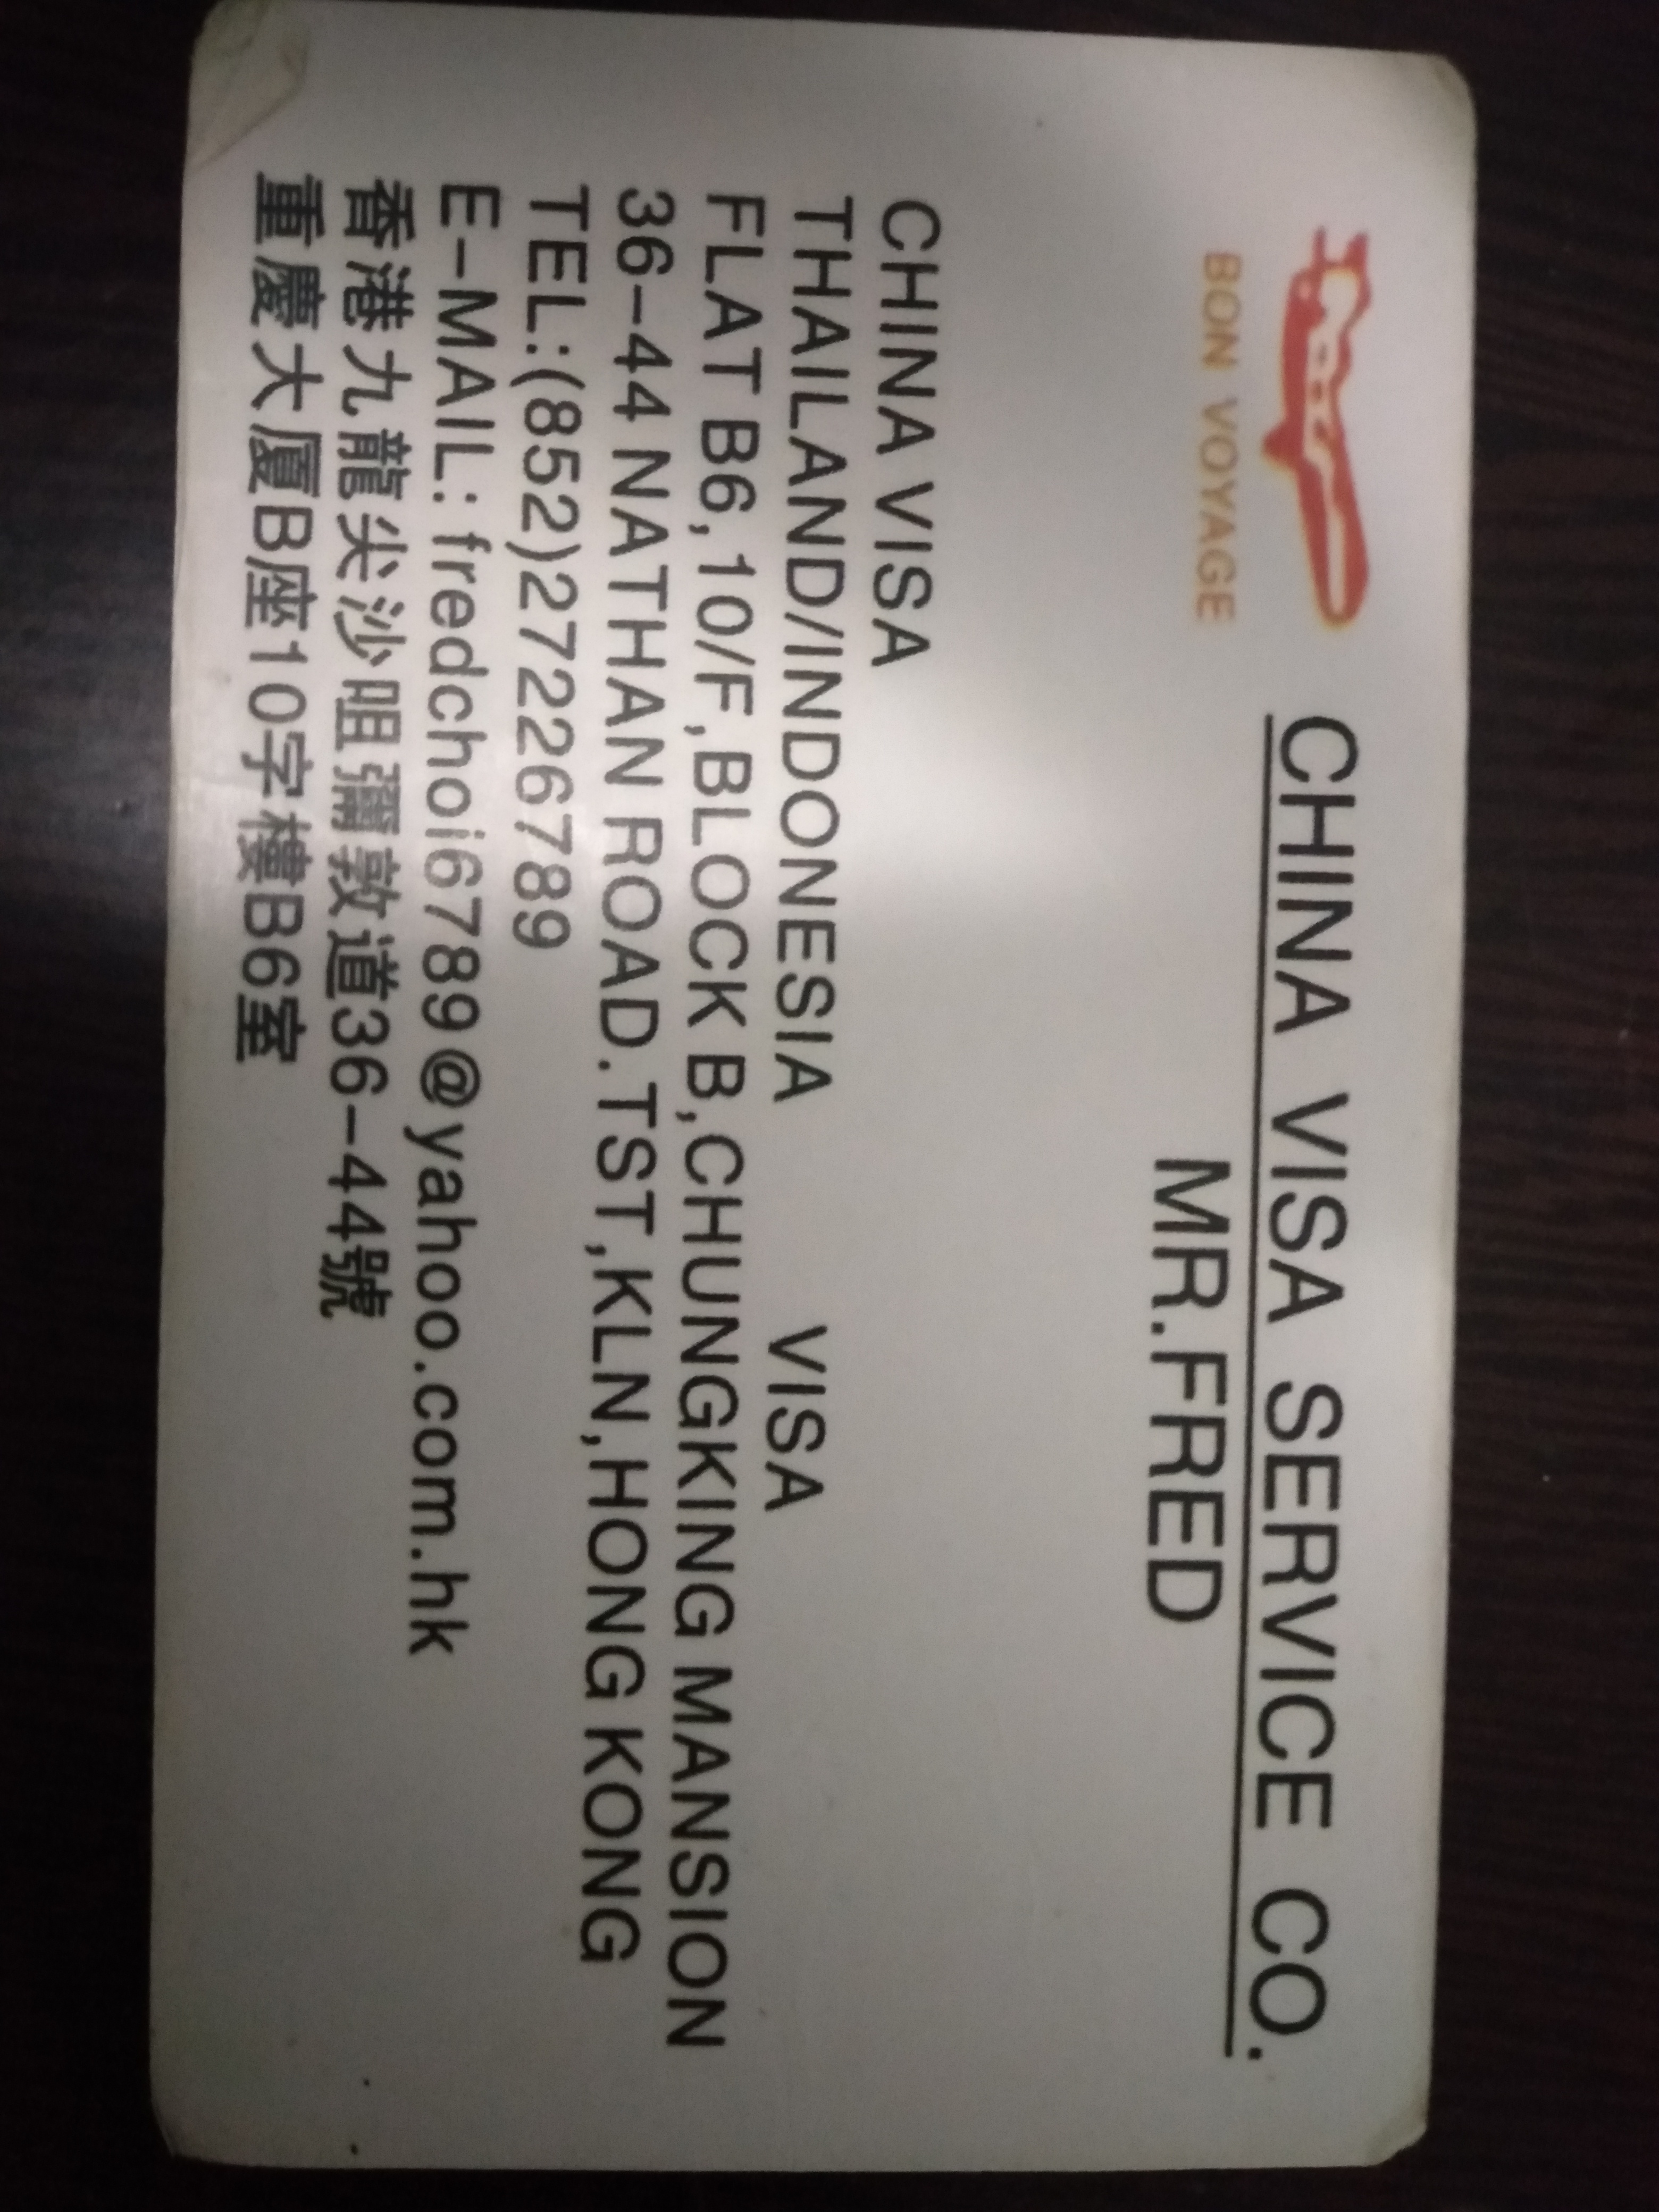 CHINA VISA SERVICE CO.
BON VOYAGE
MR.FRED
CHINA VISA
THAILAND/INDONESIA VISA
FLAT B6,10/F,BLOCK B,CHUNGKING MANSION
36-44 NATHAN ROAD.TST,KLN,HONG KONG
TEL:(852)27226789
E-MAIL: fredchoi6789@yahoo.com.hk
香港九龍尖沙咀彌敦道36-44號
重慶大厦B座10字樓B6室